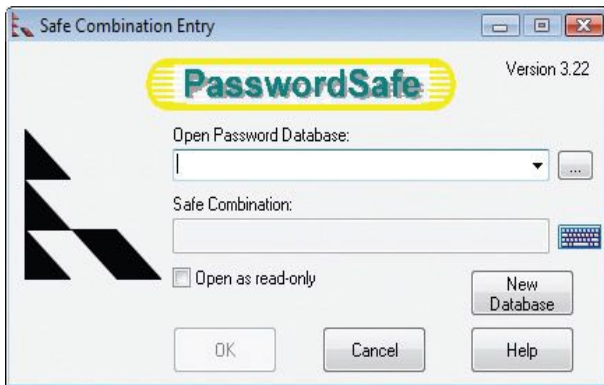 Safe Combination Entry
PasswordSafe
Version 3.22
Open Password Database:
...
Safe Combination:
Open as read-only
New
Database
OK
Cancel
Help